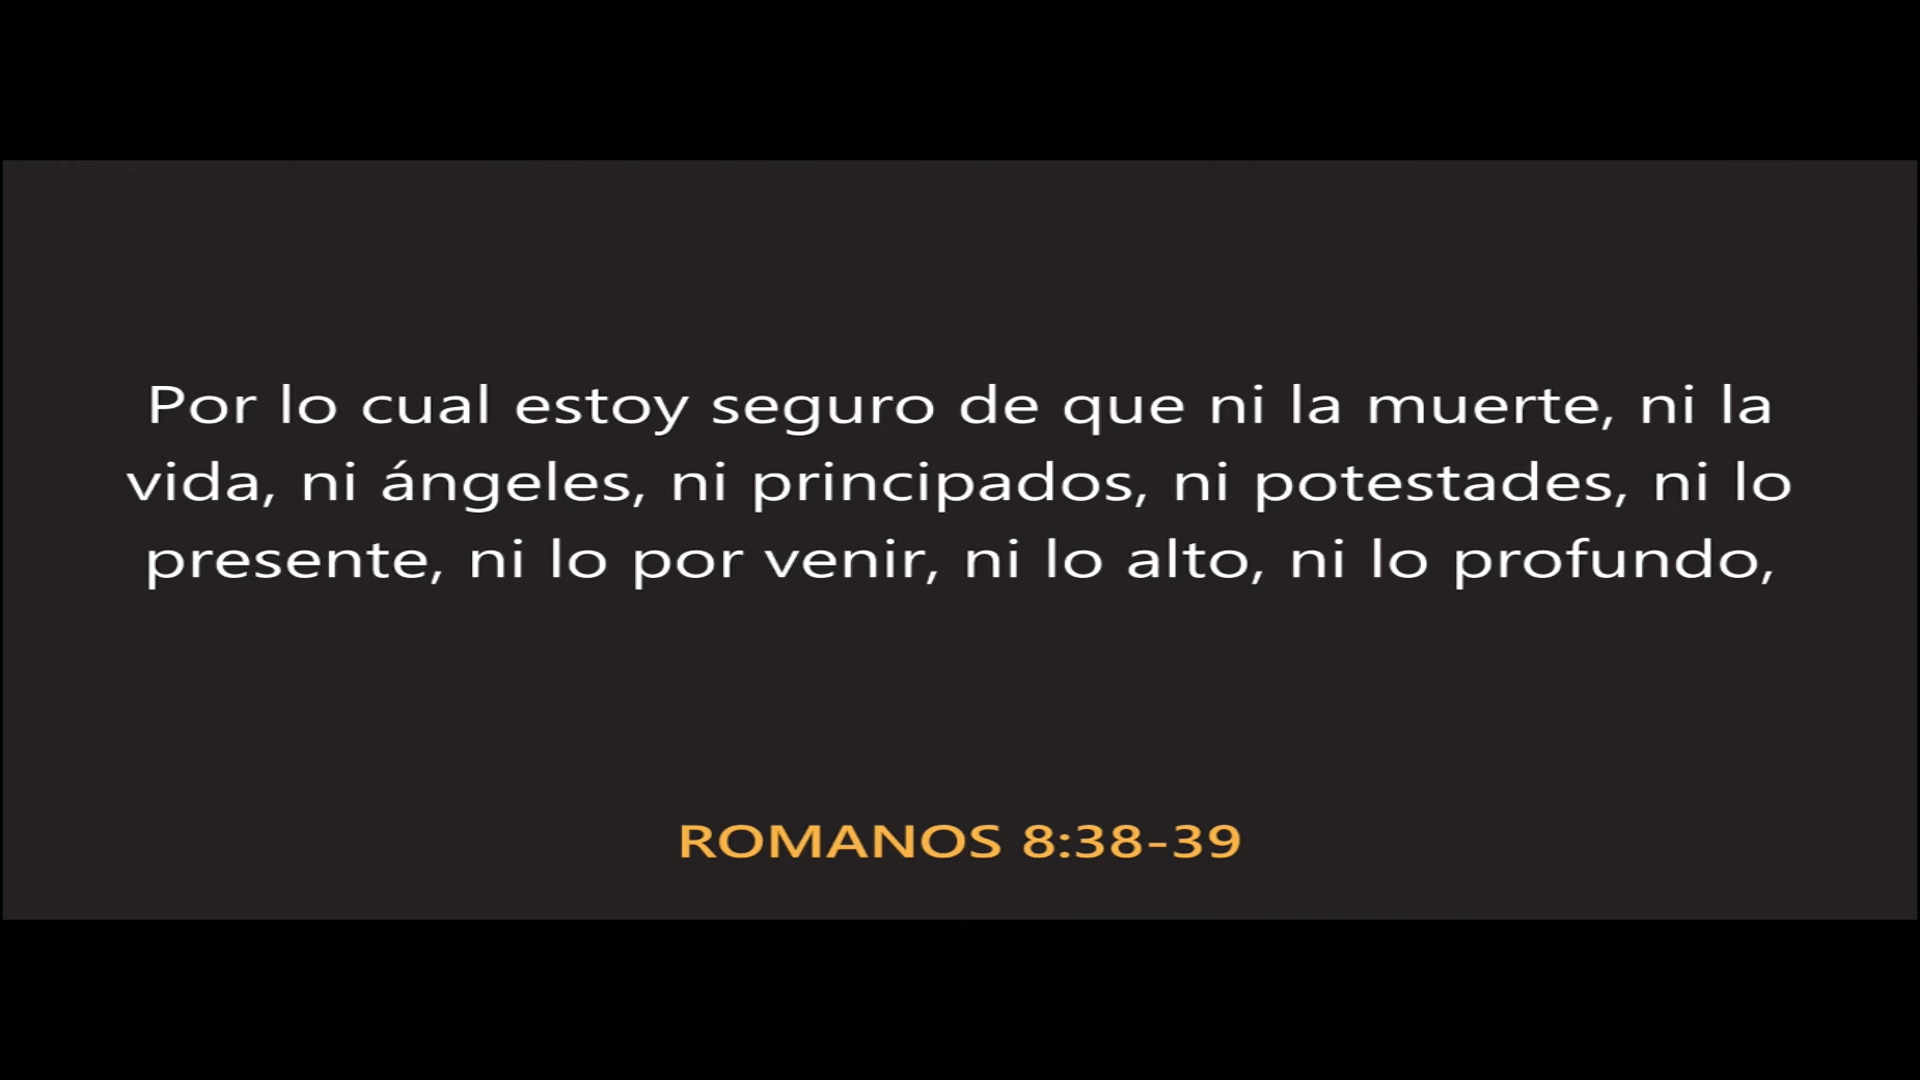 Por lo cual estoy seguro de que ni la muerte, ni la
vida, ni ángeles, ni principados, ni potestades, ni lo
presente, ni lo por venir, ni lo alto, ni lo profundo,
ROMANOS 8:38-39